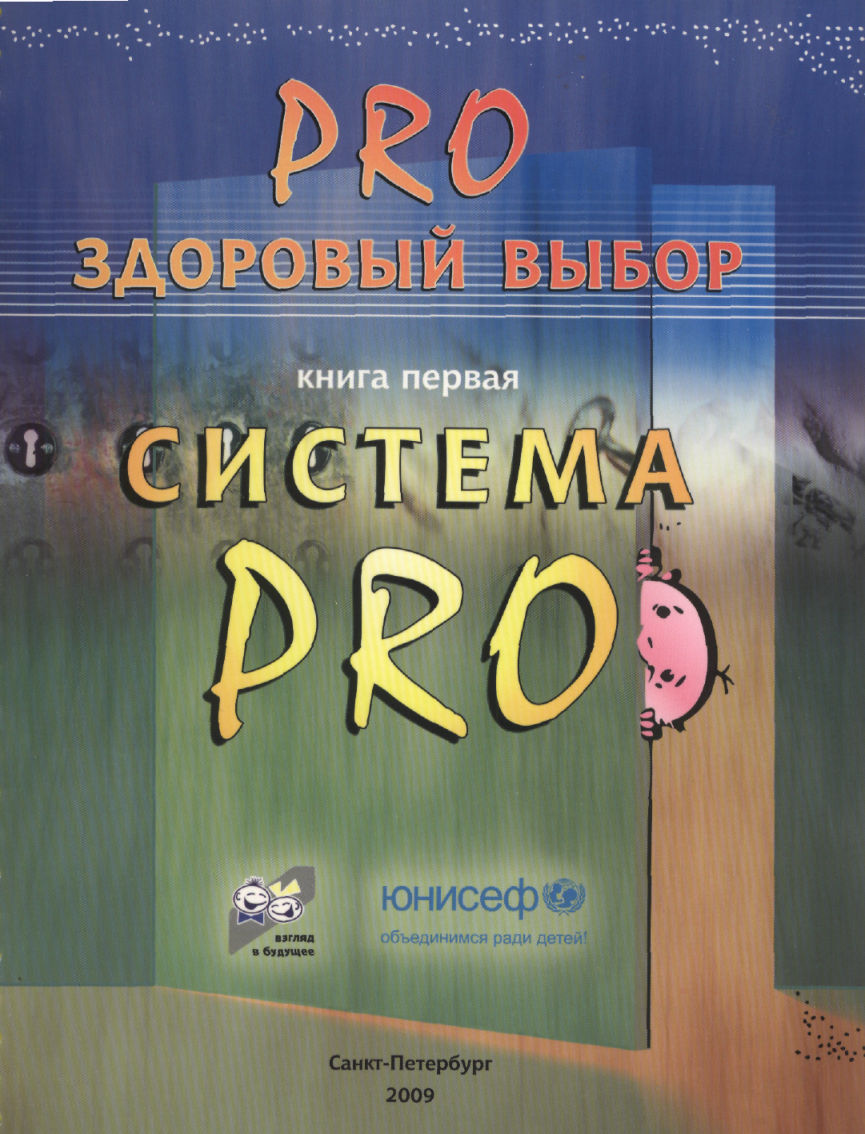 PRO
ЗДОРОВЫЙ ВЫБОР
книга первая
СИСТЕМА
PRO
взгляд
в будущее
юнисеф
объединимся ради детей!
Санкт-Петербург
2009